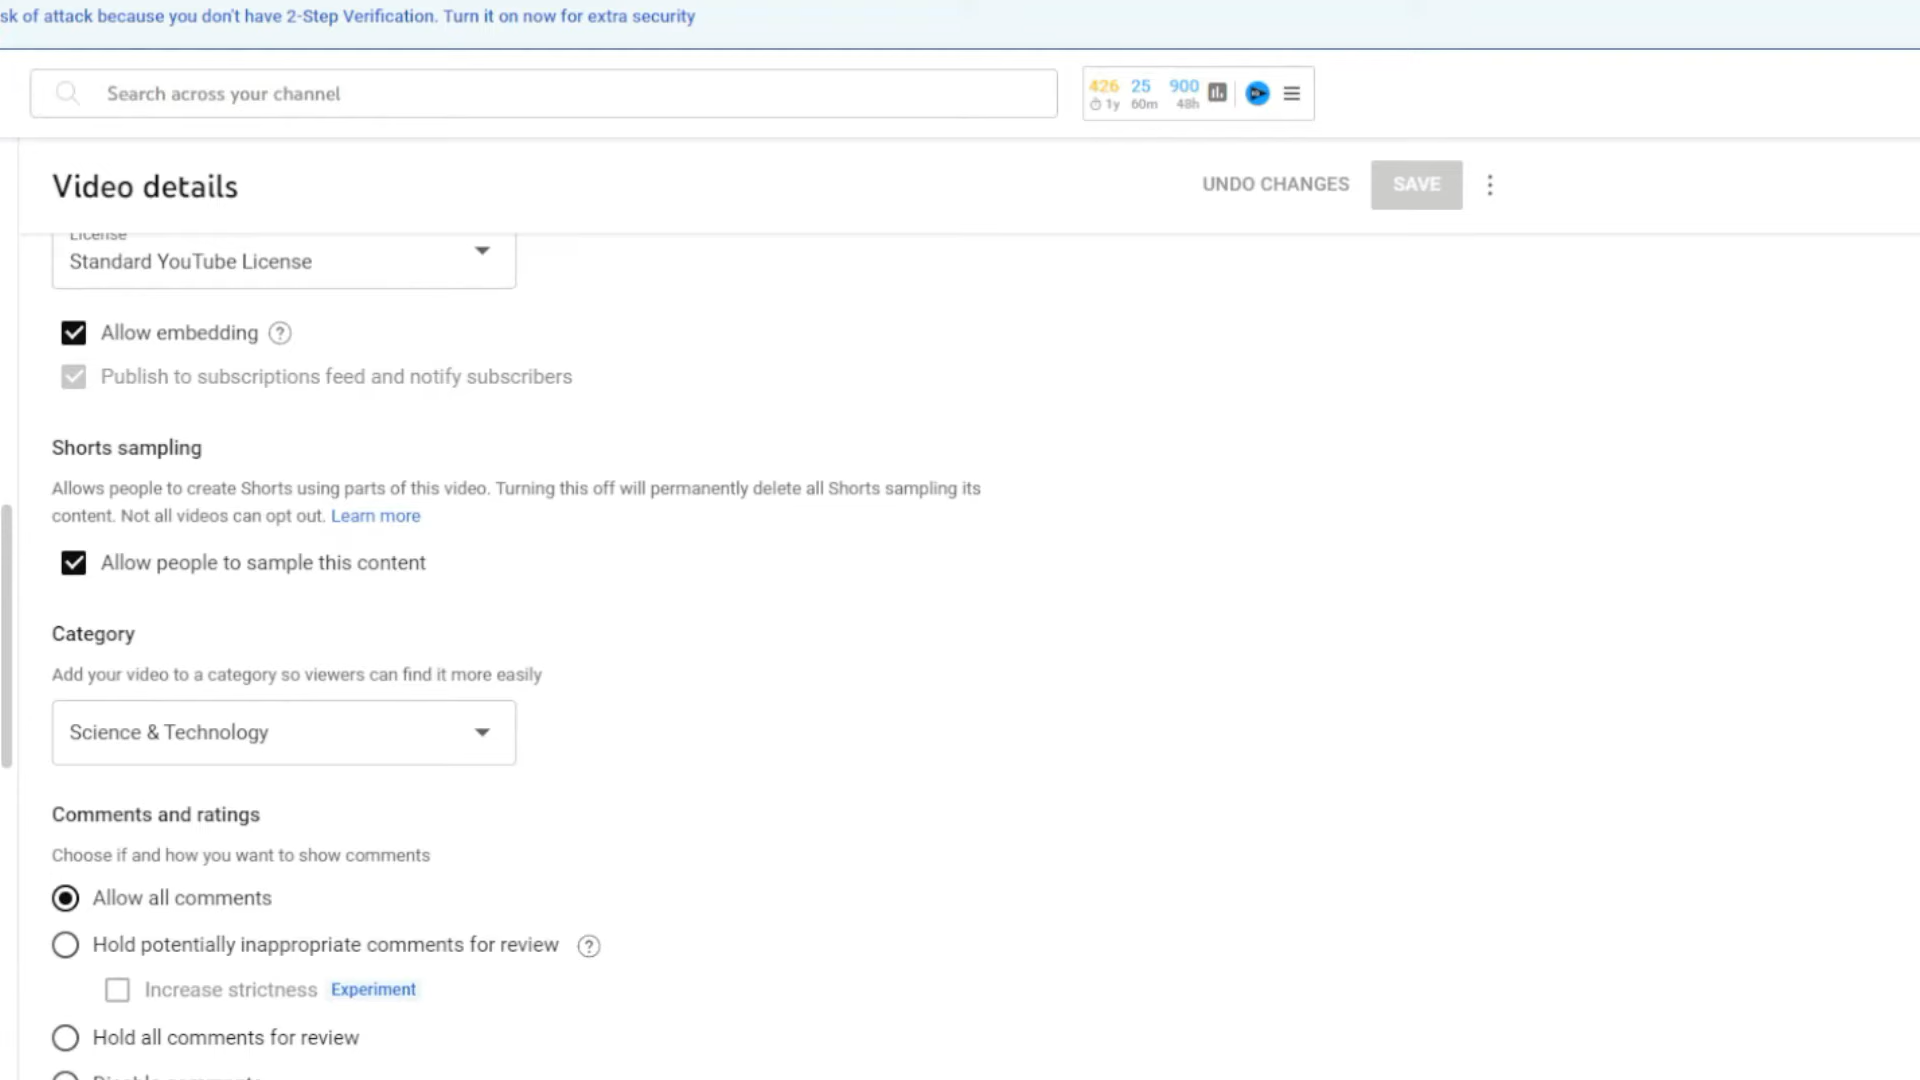 sk of attack because you don't have 2-Step Verification. Turn it on now for extra security
Search across your channel
426 25 900
1y 60m 48h
Video details
UNDO CHANGES
SAVE
License
Standard YouTube License
Allow embedding
Publish to subscriptions feed and notify subscribers
Shorts sampling
Allows people to create Shorts using parts of this video. Turning this off will permanently delete all Shorts sampling its
content. Not all videos can opt out. Learn more
Allow people to sample this content
Category
Add your video to a category so viewers can find it more easily
Science & Technology
Comments and ratings
Choose if and how you want to show comments
Allow all comments
Hold potentially inappropriate comments for review
Increase strictness Experiment
Hold all comments for review